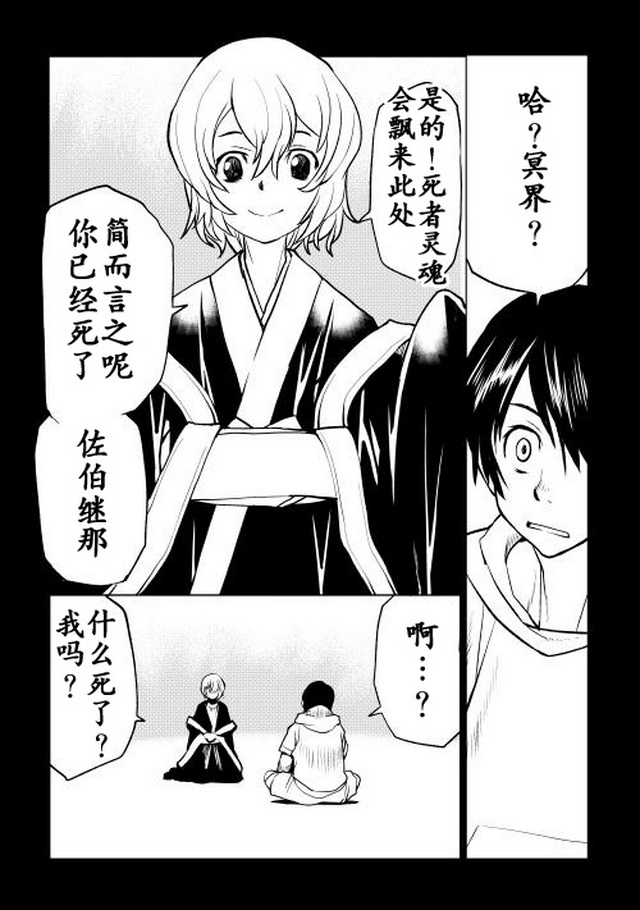 哈？冥界？
是的！死者灵魂
会飘来此处
简而言之呢
你已经死了
佐伯继那
啊…？
什么死了？
我吗？